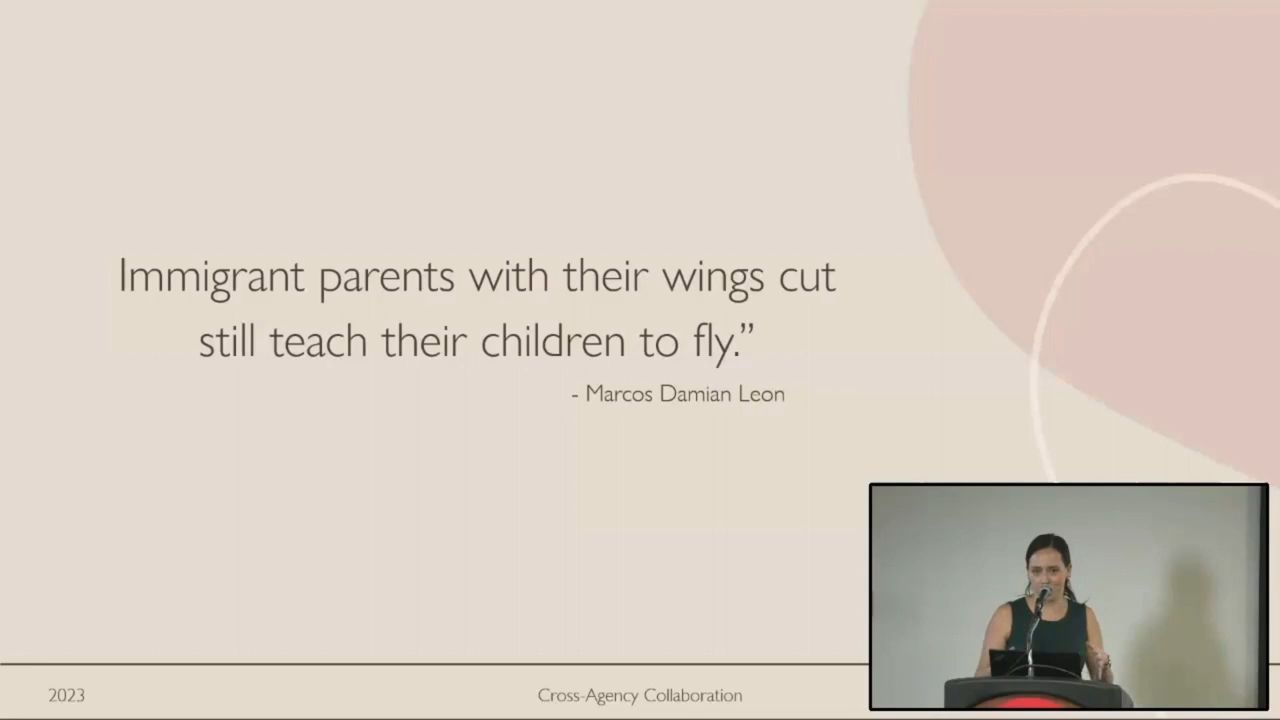 Immigrant parents with their wings cut
still teach their children to fly.”
- Marcos Damian Leon
2023
Cross-Agency Collaboration